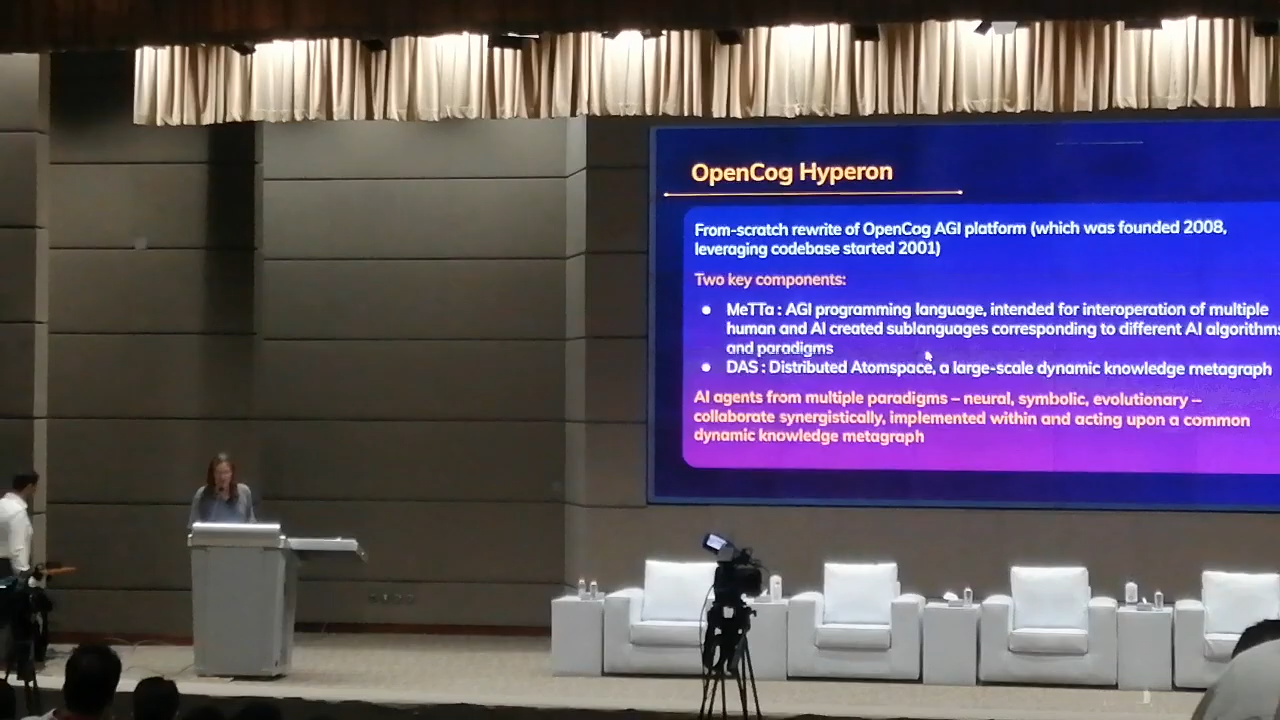 OpenCog Hyperon
From-scratch rewrite of OpenCog AGI platform (which was founded 2008,
leveraging codebase started 2001)
Two key components:
● MeTTa : AGI programming language, intended for interoperation of multiple
human and AI created sublanguages corresponding to different AI algorithms
and paradigms
● DAS : Distributed Atomspace, a large-scale dynamic knowledge metagraph
AI agents from multiple paradigms – neural, symbolic, evolutionary –
collaborate synergistically, implemented within and acting upon a common
dynamic knowledge metagraph